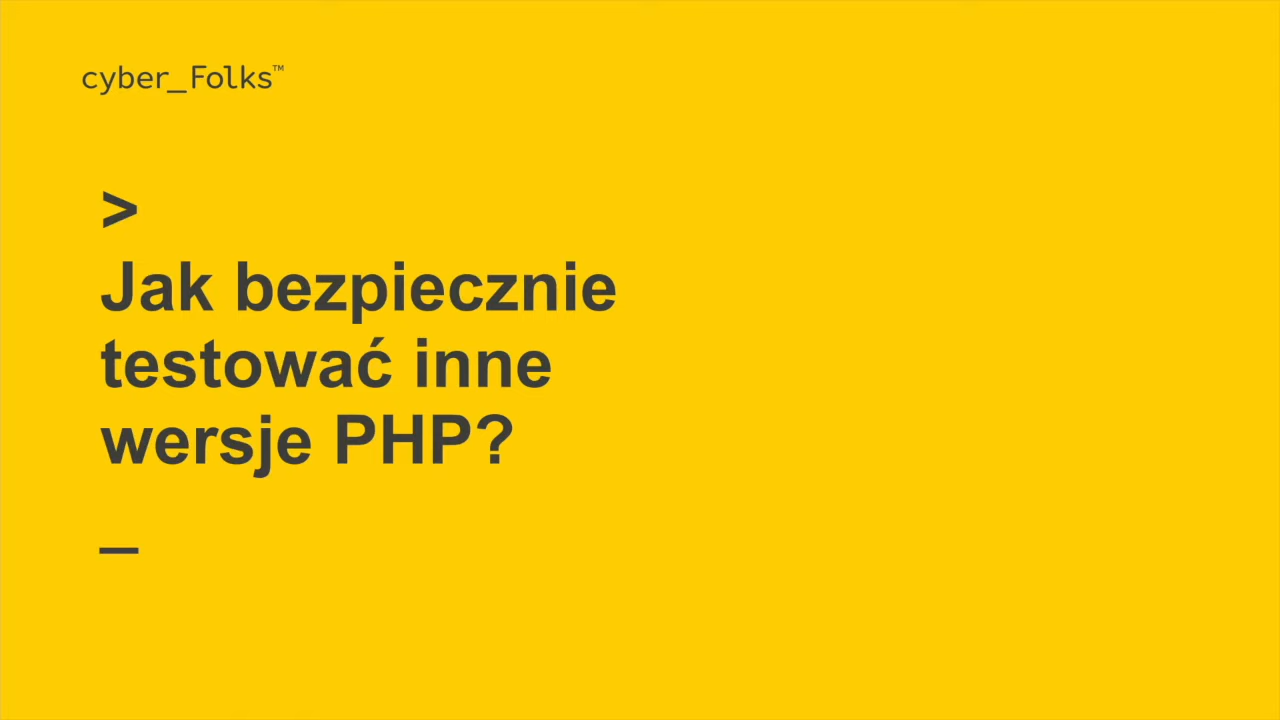 cyber_Folks™
>
Jak bezpiecznie
testować inne
wersje PHP?
_